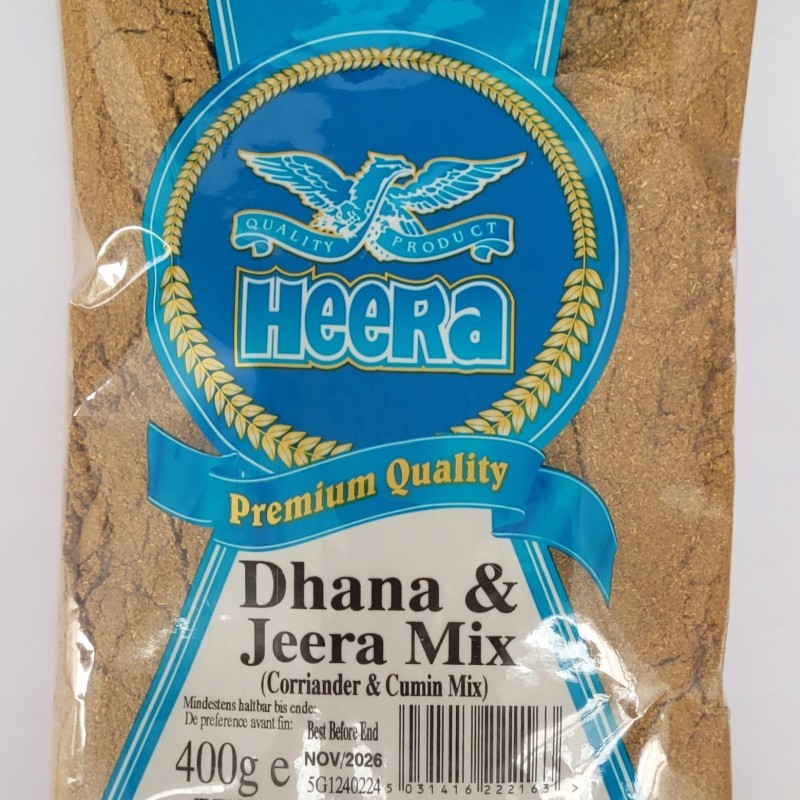 QUALITY PRODUCT
Heera
Premium Quality
Dhana &
Jeera Mix
(Corriander & Cumin Mix)
Mindestens haltbar bis ende:
De preference avant fin:
Best Before End
400g e
NOV/2026
5G1240224
5 031416 222163 >